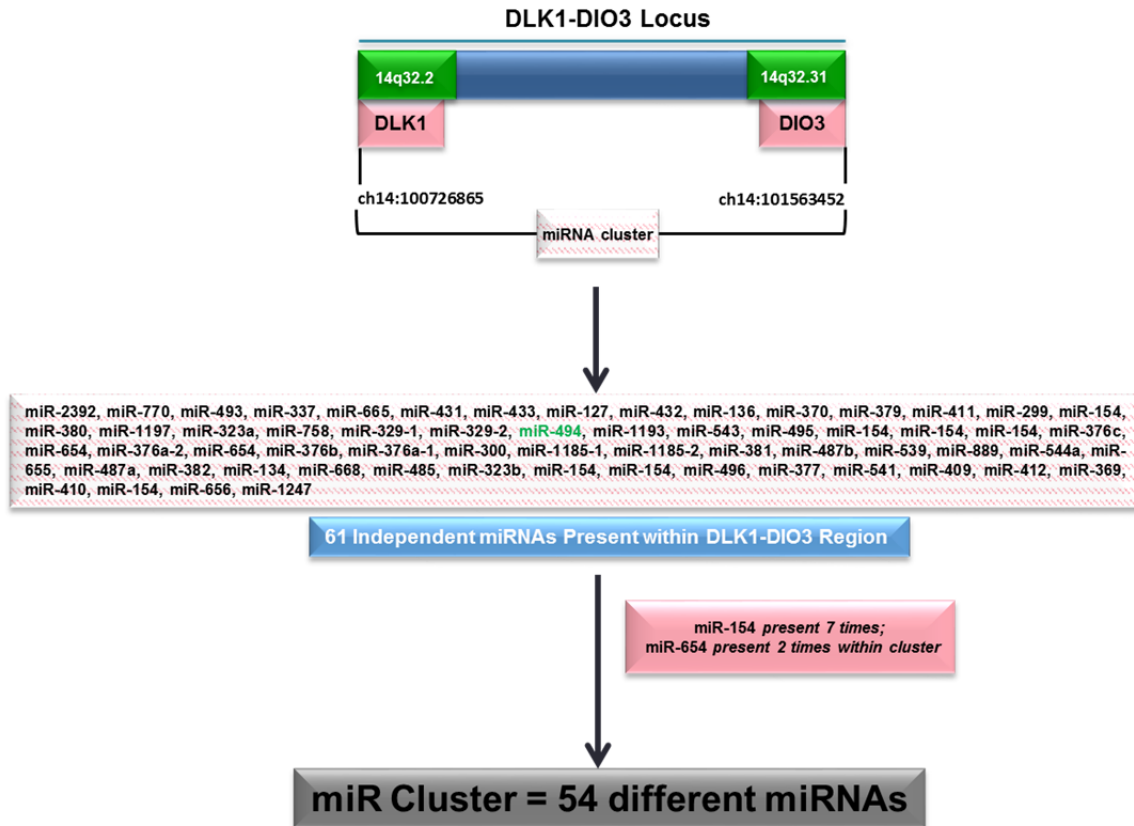 DLK1-DIO3 Locus
14q32.2
14q32.31
DLK1
DIO3
ch14:100726865
ch14:101563452
miRNA cluster
miR-2392, miR-770, miR-493, miR-337, miR-665, miR-431, miR-433, miR-127, miR-432, miR-136, miR-370, miR-379, miR-411, miR-299, miR-154,
miR-380, miR-1197, miR-323a, miR-758, miR-329-1, miR-329-2, miR-494, miR-1193, miR-543, miR-495, miR-154, miR-154, miR-154, miR-376c,
miR-654, miR-376a-2, miR-654, miR-376b, miR-376a-1, miR-300, miR-1185-1, miR-1185-2, miR-381, miR-487b, miR-539, miR-889, miR-544a, miR-
655, miR-487a, miR-382, miR-134, miR-668, miR-485, miR-323b, miR-154, miR-154, miR-496, miR-377, miR-541, miR-409, miR-412, miR-369,
miR-410, miR-154, miR-656, miR-1247
61 Independent miRNAs Present within DLK1-DIO3 Region
miR-154 present 7 times;
miR-654 present 2 times within cluster
miR Cluster = 54 different miRNAs